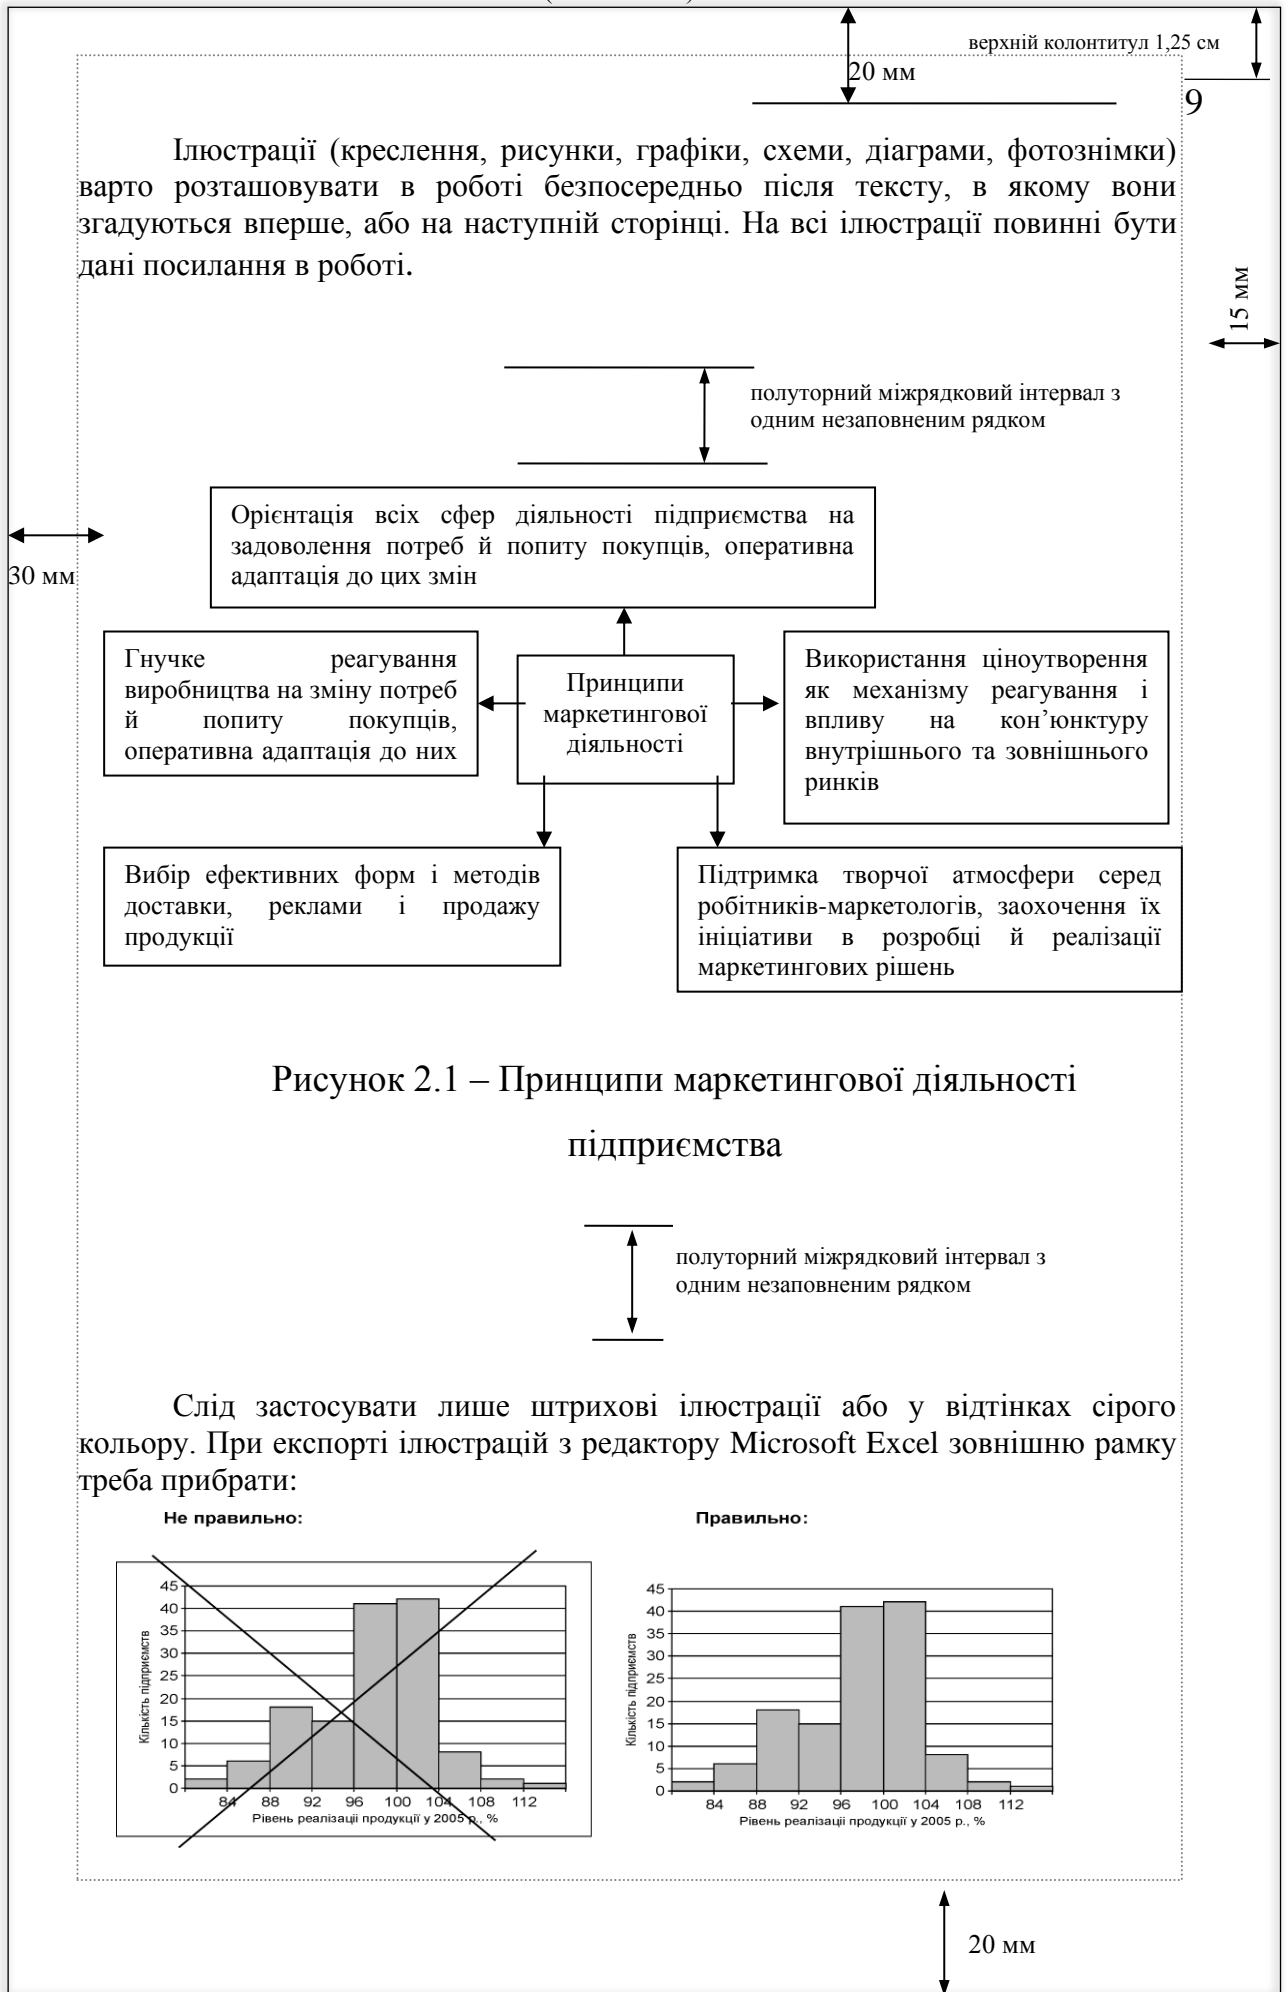 верхній колонтитул 1,25 см
20 мм
9
Ілюстрації (креслення, рисунки, графіки, схеми, діаграми, фотознімки)
варто розташовувати в роботі безпосередньо після тексту, в якому вони
згадуються вперше, або на наступній сторінці. На всі ілюстрації повинні бути
дані посилання в роботі.
15 мм
полуторний міжрядковий інтервал з
одним незаповненим рядком
Орієнтація всіх сфер діяльності підприємства на
задоволення потреб й попиту покупців, оперативна
адаптація до цих змін
30 мм
Гнучке реагування
виробництва на зміну потреб
й попиту покупців,
оперативна адаптація до них
Принципи
маркетингової
діяльності
Використання ціноутворення
як механізму реагування і
впливу на кон’юнктуру
внутрішнього та зовнішнього
ринків
Вибір ефективних форм і методів
доставки, реклами і продажу
продукції
Підтримка творчої атмосфери серед
робітників-маркетологів, заохочення їх
ініціативи в розробці й реалізації
маркетингових рішень
Рисунок 2.1 – Принципи маркетингової діяльності
підприємства
полуторний міжрядковий інтервал з
одним незаповненим рядком
Слід застосувати лише штрихові ілюстрації або у відтінках сірого
кольору. При експорті ілюстрацій з редактору Microsoft Excel зовнішню рамку
треба прибрати:
Не правильно:
45
40
35
30
25
20
15
10
5
0
Кількість підприємств
84 88 92 96 100 104 108 112
Рівень реалізації продукції у 2005 р., %
Правильно:
45
40
35
30
25
20
15
10
5
0
Кількість підприємств
84 88 92 96 100 104 108 112
Рівень реалізації продукції у 2005 р., %
20 мм